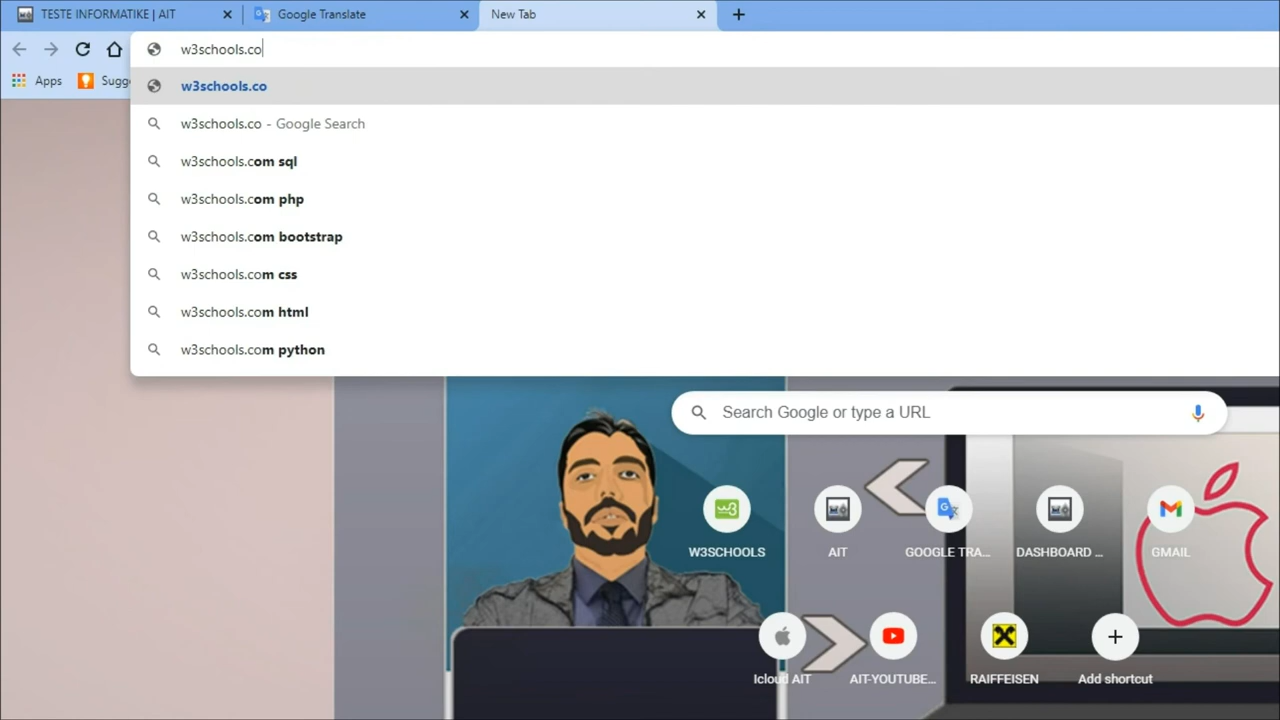 TESTE INFORMATIKE | AIT
Google Translate
New Tab
w3schools.co
Apps
Sugg
w3schools.co
w3schools.co - Google Search
w3schools.com sql
w3schools.com php
w3schools.com bootstrap
w3schools.com css
w3schools.com html
w3schools.com python
Search Google or type a URL
W3SCHOOLS
AIT
GOOGLE TRA...
DASHBOARD ...
GMAIL
Icloud AIT
AIT-YOUTUBE...
RAIFFEISEN
Add shortcut